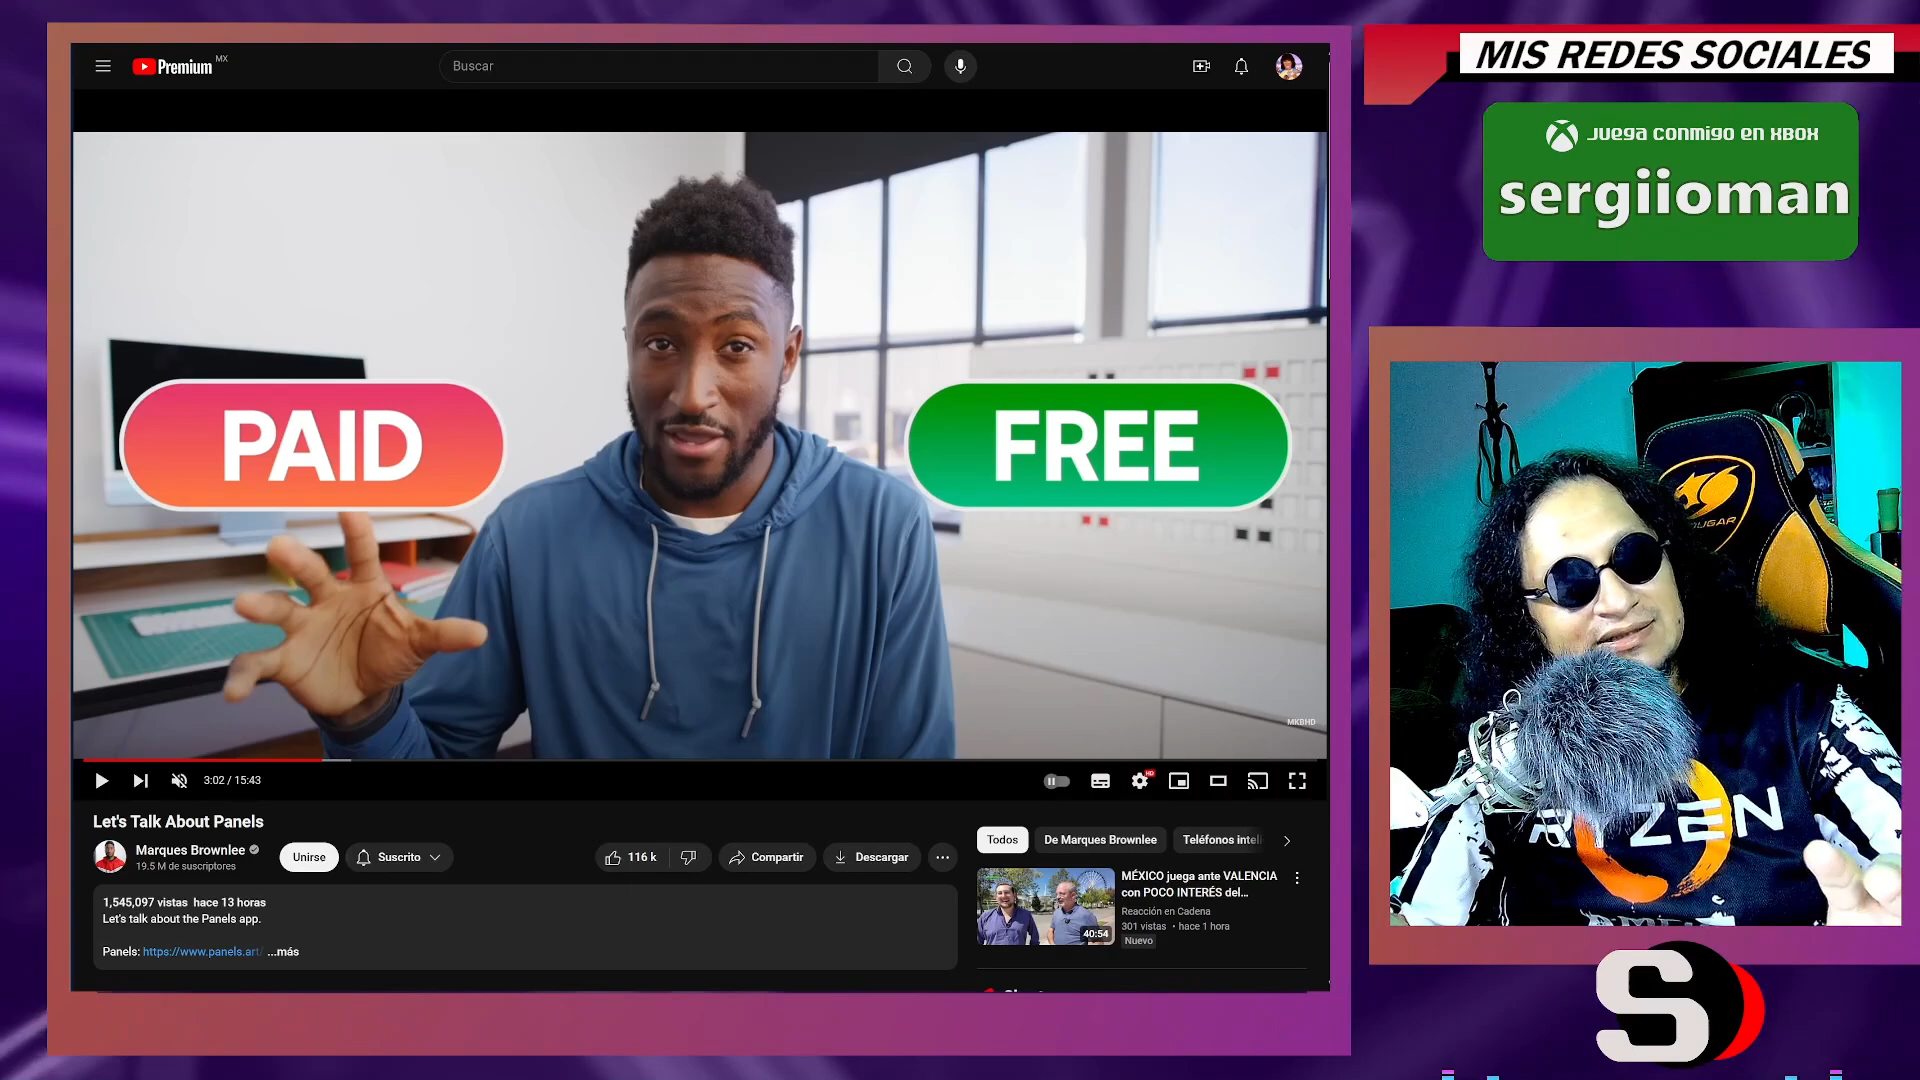 Premium MX
Buscar
PAID
FREE
MKBHD
3:02 / 15:43
HD
Let's Talk About Panels
Marques Brownlee
19.5 M de suscriptores
Unirse
Suscrito
116 k
Compartir
Descargar
1,545,097 vistas hace 13 horas
Let's talk about the Panels app.
Panels: https://www.panels.art/ ...más
Todos
De Marques Brownlee
Teléfonos inteli
MÉXICO juega ante VALENCIA
con POCO INTERÉS del...
Reacción en Cadena
301 vistas • hace 1 hora
Nuevo
40:54
MIS REDES SOCIALES
Juega conmigo en XBOX
sergiioman
COUGAR
RYZEN
S